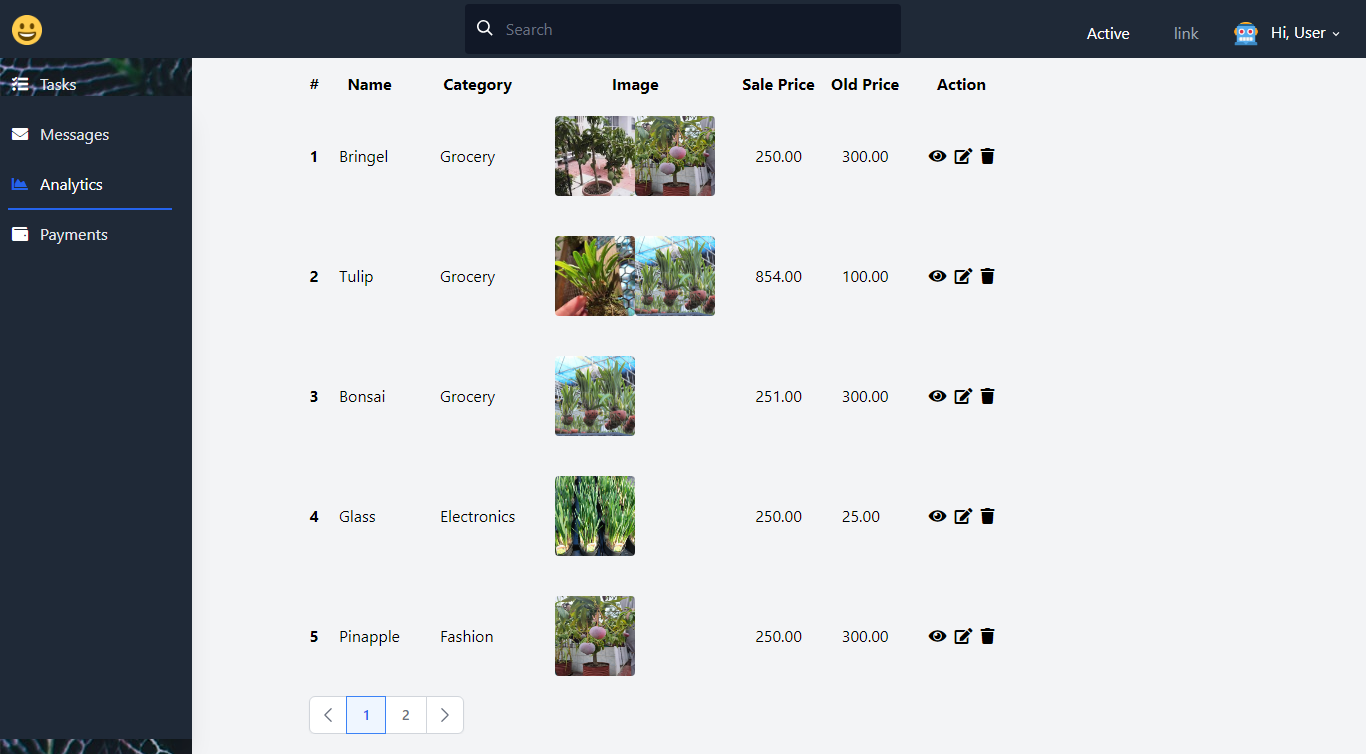 Search
Active
link
Hi, User
Tasks
Messages
Analytics
Payments
# Name Category Image Sale Price Old Price Action
1 Bringel Grocery 250.00 300.00
2 Tulip Grocery 854.00 100.00
3 Bonsai Grocery 251.00 300.00
4 Glass Electronics 250.00 25.00
5 Pinapple Fashion 250.00 300.00
1 2